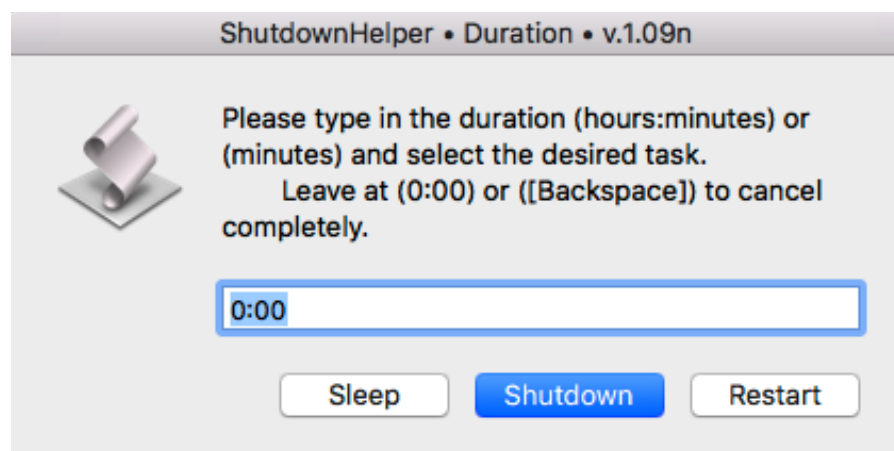 ShutdownHelper • Duration • v.1.09n
Please type in the duration (hours:minutes) or
(minutes) and select the desired task.
Leave at (0:00) or ([Backspace]) to cancel
completely.
0:00
Sleep Shutdown Restart